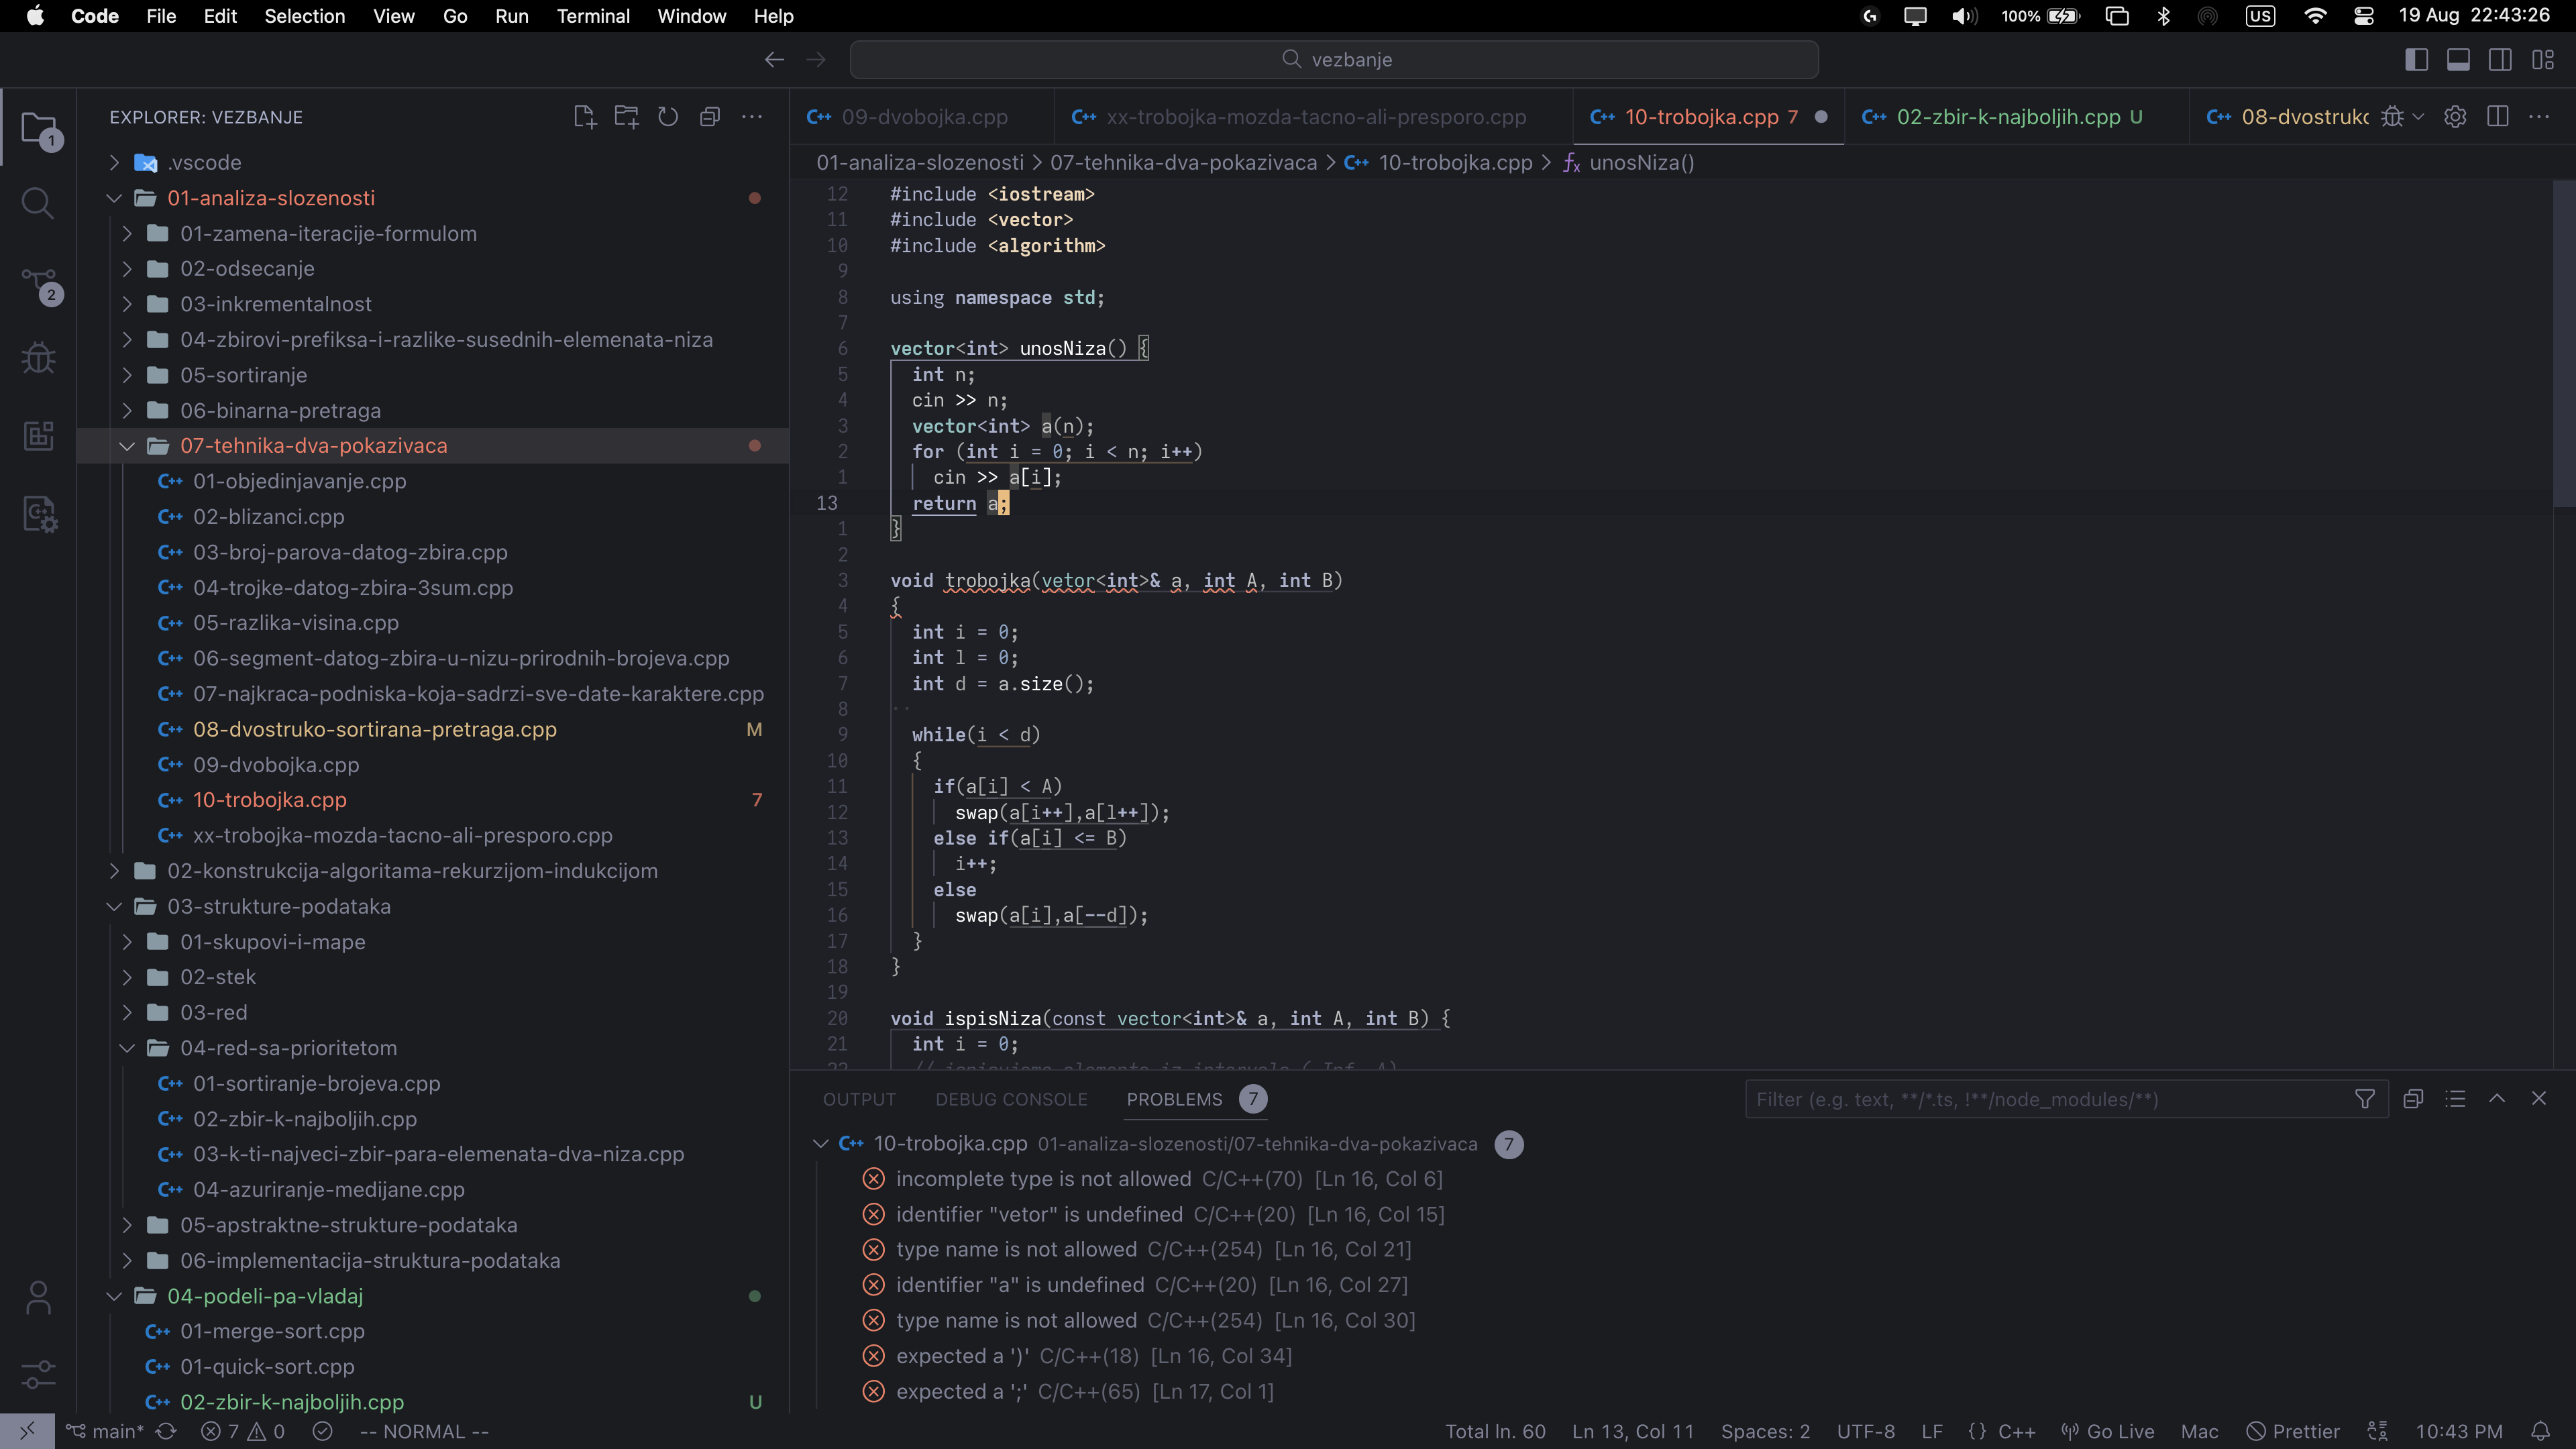 Code File Edit Selection View Go Run Terminal Window Help 100% US 19 Aug 22:43:26
vezbanje
EXPLORER: VEZBANJE
1
2
.vscode
01-analiza-slozenosti
01-zamena-iteracije-formulom
02-odsecanje
03-inkrementalnost
04-zbirovi-prefiksa-i-razlike-susednih-elemenata-niza
05-sortiranje
06-binarna-pretraga
07-tehnika-dva-pokazivaca
C++ 01-objedinjavanje.cpp
C++ 02-blizanci.cpp
C++ 03-broj-parova-datog-zbira.cpp
C++ 04-trojke-datog-zbira-3sum.cpp
C++ 05-razlika-visina.cpp
C++ 06-segment-datog-zbira-u-nizu-prirodnih-brojeva.cpp
C++ 07-najkraca-podniska-koja-sadrzi-sve-date-karaktere.cpp
C++ 08-dvostruko-sortirana-pretraga.cpp M
C++ 09-dvobojka.cpp
C++ 10-trobojka.cpp 7
C++ xx-trobojka-mozda-tacno-ali-presporo.cpp
02-konstrukcija-algoritama-rekurzijom-indukcijom
03-strukture-podataka
01-skupovi-i-mape
02-stek
03-red
04-red-sa-prioritetom
C++ 01-sortiranje-brojeva.cpp
C++ 02-zbir-k-najboljih.cpp
C++ 03-k-ti-najveci-zbir-para-elemenata-dva-niza.cpp
C++ 04-azuriranje-medijane.cpp
05-apstraktne-strukture-podataka
06-implementacija-struktura-podataka
04-podeli-pa-vladaj
C++ 01-merge-sort.cpp
C++ 01-quick-sort.cpp
C++ 02-zbir-k-najboljih.cpp U
C++ 09-dvobojka.cpp C++ xx-trobojka-mozda-tacno-ali-presporo.cpp C++ 10-trobojka.cpp 7 C++ 02-zbir-k-najboljih.cpp U C++ 08-dvostrukc
01-analiza-slozenosti > 07-tehnika-dva-pokazivaca > C++ 10-trobojka.cpp > fx unosNiza()
12 #include <iostream>
11 #include <vector>
10 #include <algorithm>
9
8 using namespace std;
7
6 vector<int> unosNiza() {
5 int n;
4 cin >> n;
3 vector<int> a(n);
2 for (int i = 0; i < n; i++)
1 cin >> a[i];
13 return a;
1 }
2
3 void trobojka(vetor<int>& a, int A, int B)
4 {
5 int i = 0;
6 int l = 0;
7 int d = a.size();
8 ··
9 while(i < d)
10 {
11 if(a[i] < A)
12 swap(a[i++],a[l++]);
13 else if(a[i] <= B)
14 i++;
15 else
16 swap(a[i],a[--d]);
17 }
18 }
19
20 void ispisNiza(const vector<int>& a, int A, int B) {
21 int i = 0;
OUTPUT DEBUG CONSOLE PROBLEMS 7 Filter (e.g. text, **/*.ts, !**/node_modules/**)
C++ 10-trobojka.cpp 01-analiza-slozenosti/07-tehnika-dva-pokazivaca 7
incomplete type is not allowed C/C++(70) [Ln 16, Col 6]
identifier "vetor" is undefined C/C++(20) [Ln 16, Col 15]
type name is not allowed C/C++(254) [Ln 16, Col 21]
identifier "a" is undefined C/C++(20) [Ln 16, Col 27]
type name is not allowed C/C++(254) [Ln 16, Col 30]
expected a ')' C/C++(18) [Ln 16, Col 34]
expected a ';' C/C++(65) [Ln 17, Col 1]
main* 7 0 -- NORMAL -- Total ln. 60 Ln 13, Col 11 Spaces: 2 UTF-8 LF {} C++ Go Live Mac Prettier 10:43 PM